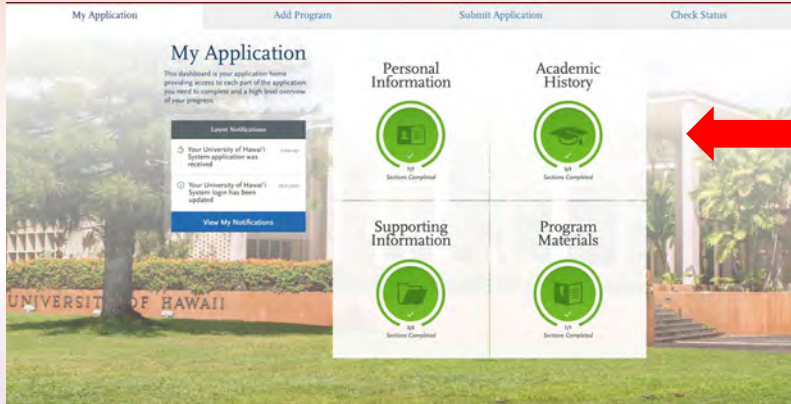 My Application
Add Program
Submit Application
Check Status
My Application
This dashboard is your application home
providing access to each part of the application
you need to complete and a high level overview
of your progress.
Latest Notifications
Your University of Hawai'i
System application was
received
Your University of Hawai'i
System login has been
updated
View My Notifications
Personal
Information
Sections Completed
Academic
History
Sections Completed
Supporting
Information
Sections Completed
Program
Materials
1/1
Sections Completed
UNIVERSITY OF HAWAII